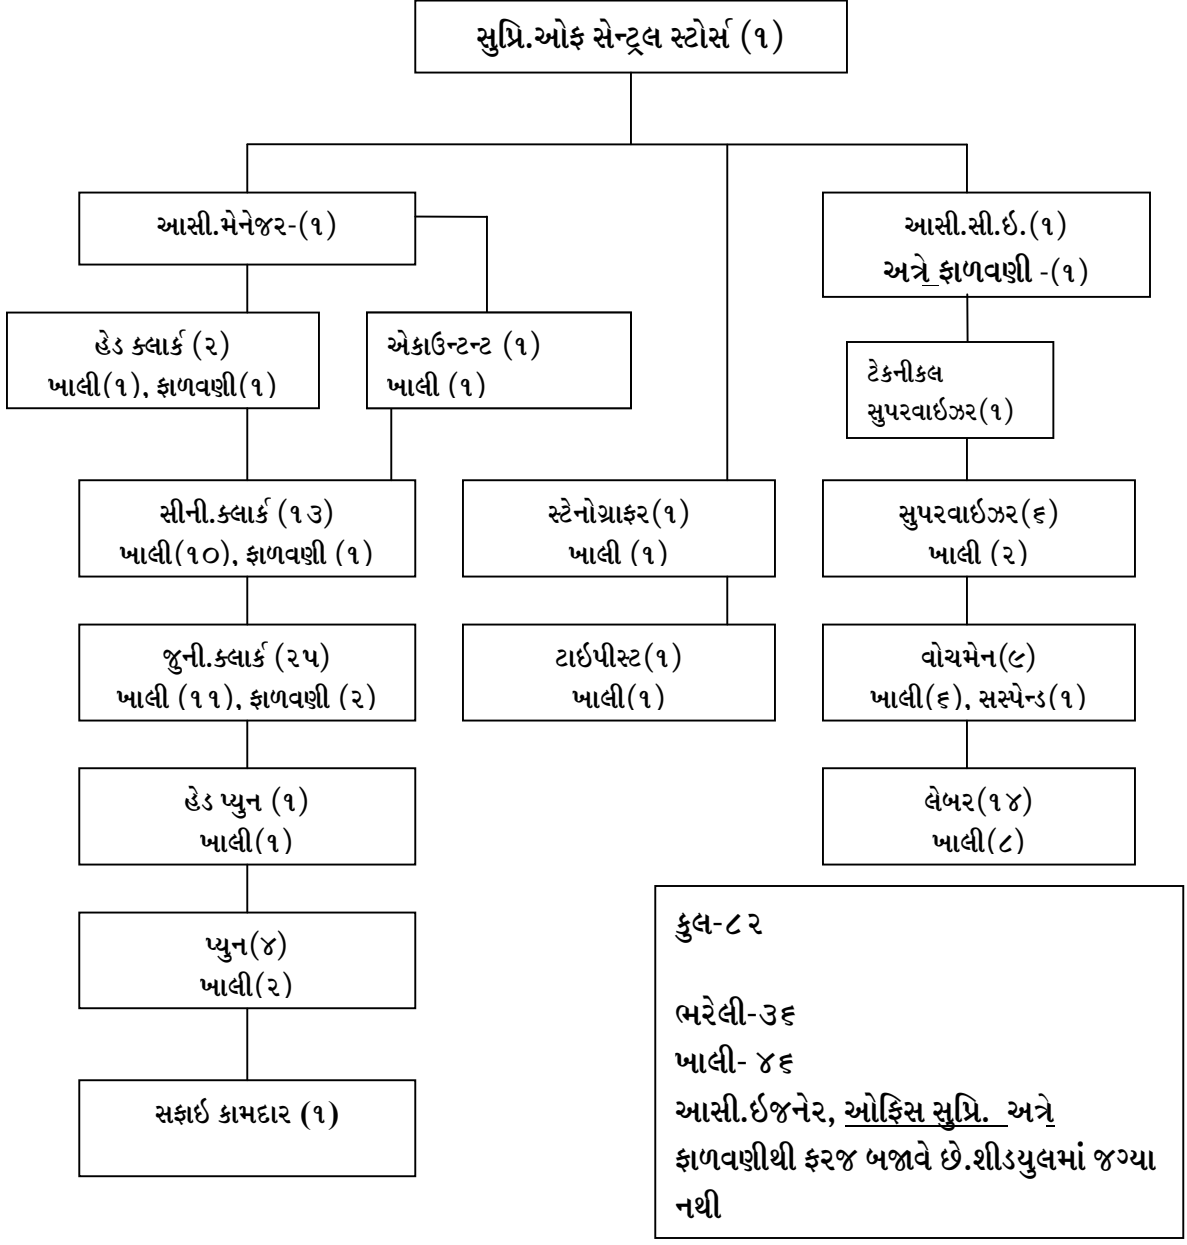 સુપ્રિ.ઓફ સેન્ટ્રલ સ્ટોર્સ (૧)
આસી.મેનેજર-(૧)
આસી.સી.ઇ.(૧)
અત્રે ફાળવણી -(૧)
હેડ ક્લાર્ક (૨)
ખાલી(૧), ફાળવણી(૧)
એકાઉન્ટન્ટ (૧)
ખાલી (૧)
ટેકનીકલ
સુપરવાઇઝર(૧)
સીની.ક્લાર્ક (૧૩)
ખાલી(૧૦), ફાળવણી (૧)
સ્ટેનોગ્રાફર(૧)
ખાલી (૧)
સુપરવાઇઝર(૬)
ખાલી (૨)
જુની.ક્લાર્ક (૨૫)
ખાલી (૧૧), ફાળવણી (૨)
ટાઇપીસ્ટ(૧)
ખાલી(૧)
વોચમેન(૯)
ખાલી(૬), સસ્પેન્ડ(૧)
હેડ પ્યુન (૧)
ખાલી(૧)
લેબર(૧૪)
ખાલી(૮)
પ્યુન(૪)
ખાલી(૨)
સફાઇ કામદાર (૧)
કુલ-૮૨
ભરેલી-૩૬
ખાલી- ૪૬
આસી.ઇજનેર, ઓફિસ સુપ્રિ. અત્રે
ફાળવણીથી ફરજ બજાવે છે.શીડયુલમાં જગ્યા
નથી